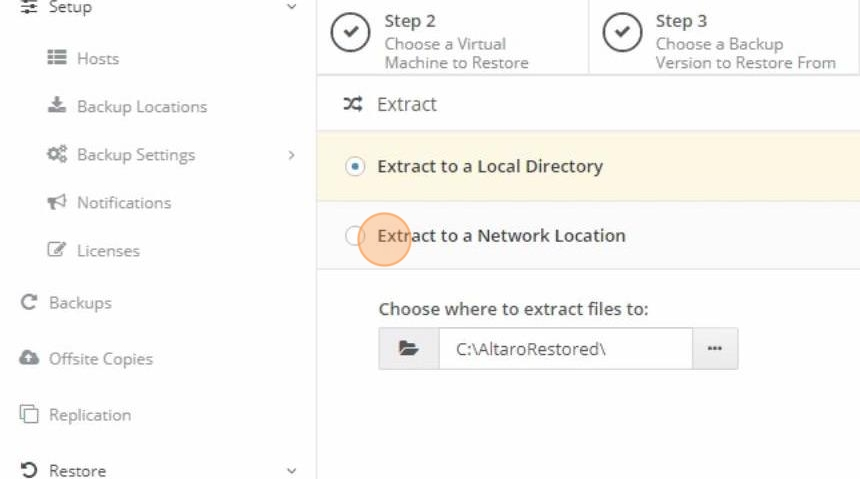 Setup
Hosts
Backup Locations
Backup Settings
Notifications
Licenses
Backups
Offsite Copies
Replication
Restore
Step 2
Choose a Virtual
Machine to Restore
Step 3
Choose a Backup
Version to Restore From
Extract
Extract to a Local Directory
Extract to a Network Location
Choose where to extract files to:
C:\AltaroRestored\